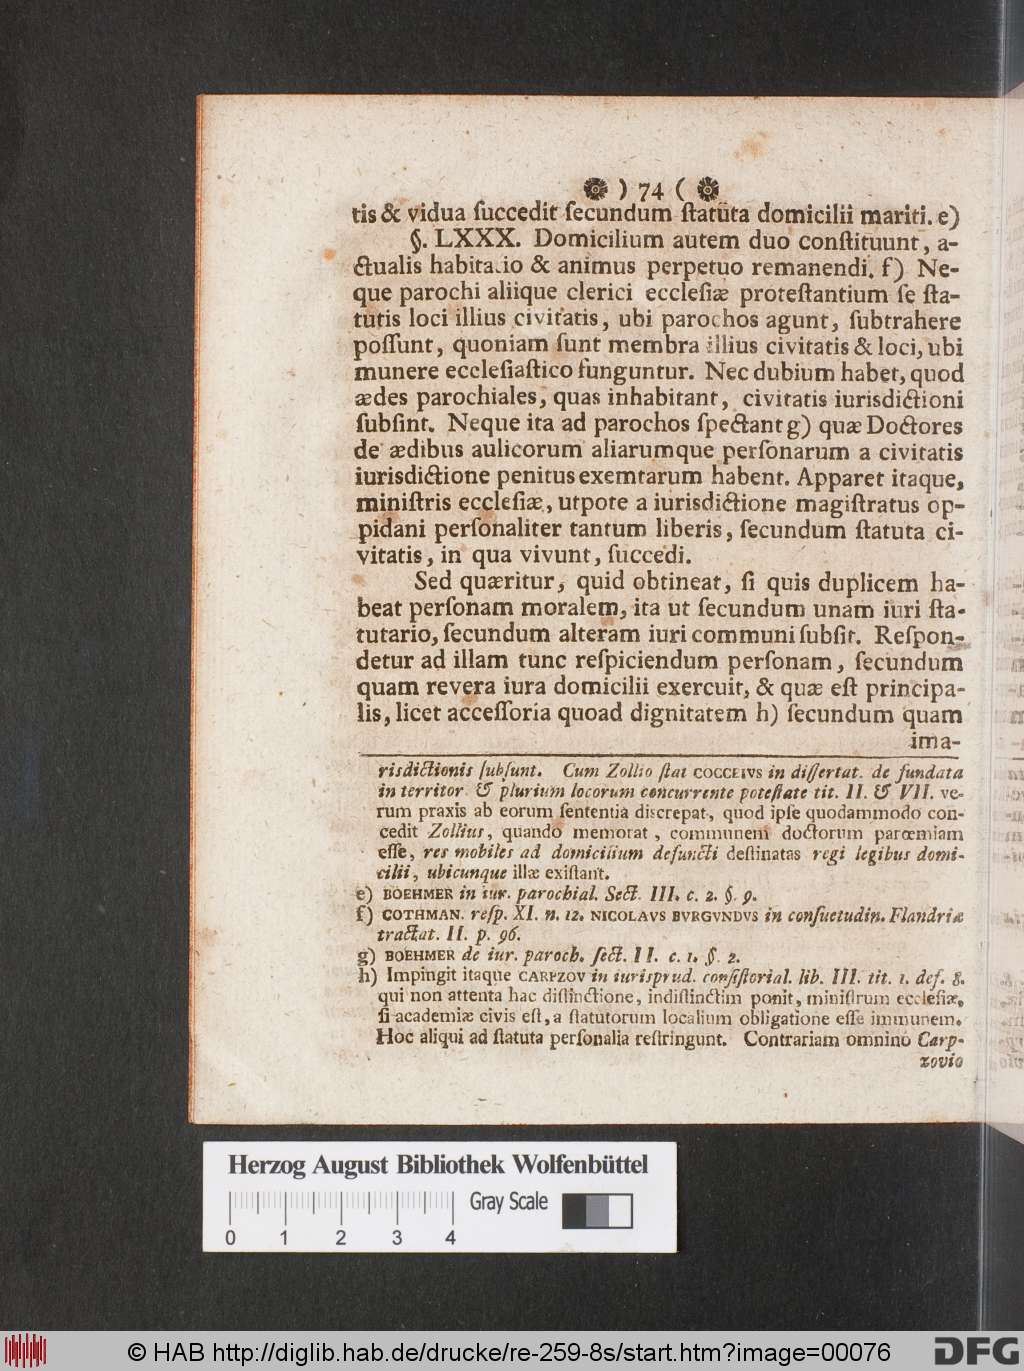 ) 74 (
tis & vidua ſuccedit ſecundum ſtatuta domicilii mariti. e)
§. LXXX. Domicilium autem duo conſtituunt, a-
ctualis habitatio & animus perpetuo remanendi. f) Ne-
que parochi aliique clerici eccleſiæ proteſtantium ſe ſta-
tutis loci illius civitatis, ubi parochos agunt, ſubtrahere
poſſunt, quoniam ſunt membra illius civitatis & loci, ubi
munere eccleſiaſtico funguntur. Nec dubium habet, quod
ædes parochiales, quas inhabitant, civitatis iurisdictioni
ſubſint. Neque ita ad parochos ſpectant g) quæ Doctores
de ædibus aulicorum aliarumque perſonarum a civitatis
iurisdictione penitus exemtarum habent. Apparet itaque,
miniſtris eccleſiæ, utpote a iurisdictione magiſtratus op-
pidani perſonaliter tantum liberis, ſecundum ſtatuta ci-
vitatis, in qua vivunt, ſuccedi.
Sed quæritur, quid obtineat, ſi quis duplicem ha-
beat perſonam moralem, ita ut ſecundum unam iuri ſta-
tutario, ſecundum alteram iuri communi ſubſit. Reſpon-
detur ad illam tunc reſpiciendum perſonam, ſecundum
quam revera iura domicilii exercuit, & quæ eſt principa-
lis, licet acceſſoria quoad dignitatem h) ſecundum quam
ima-
risdictionis ſubſunt. Cum Zollio ſtat COCCEIVS in diſſertat. de fundata
in territor. & plurium locorum concurrente poteſtate tit. II. & VII. ve-
rum praxis ab eorum ſententia discrepat, quod ipſe quodammodo con-
cedit Zollius, quando memorat, communem doctorum parœmiam
eſſe, res mobiles ad domicilium defuncti deſtinatas regi legibus domi-
cilii, ubicunque illæ exiſtant.
e) BOEHMER in iur. parochial. Sect. III. c. 2. §. 9.
f) COTHMAN. reſp. XI. n. 12. NICOLAVS BVRGVNDVS in conſuetudin. Flandriæ
tractat. II. p. 96.
g) BOEHMER de iur. paroch. ſect. II. c. 1. §. 2.
h) Impingit itaque CARPZOV in iurisprud. conſiſtorial. lib. III. tit. 1. def. 8.
qui non attenta hac diſtinctione, indiſtinctim ponit, miniſtrum eccleſiæ,
ſi academiæ civis eſt, a ſtatutorum localium obligatione eſſe immunem.
Hoc aliqui ad ſtatuta perſonalia reſtringunt. Contrariam omnino Carp-
zovio
Herzog August Bibliothek Wolfenbüttel
Gray Scale
0 1 2 3 4
© HAB http://diglib.hab.de/drucke/re-259-8s/start.htm?image=00076
DFG